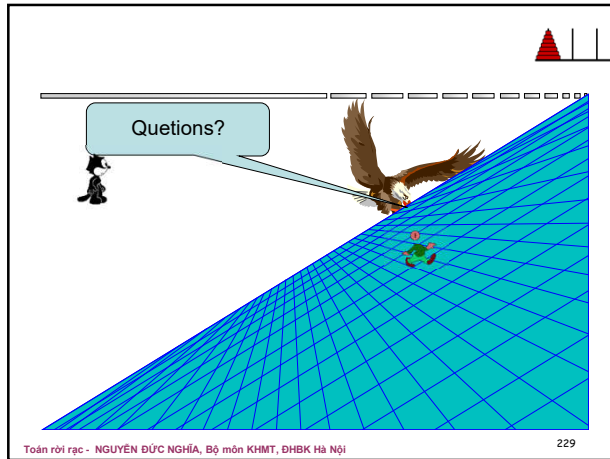 Quetions?
Toán rời rạc - NGUYỄN ĐỨC NGHĨA, Bộ môn KHMT, ĐHBK Hà Nội
229